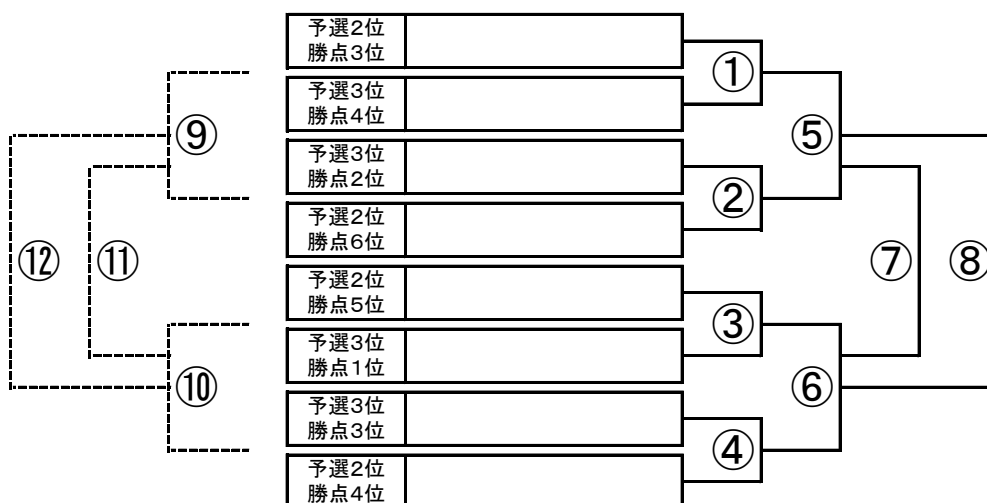 予選2位
勝点3位
①
予選3位
勝点4位
⑨
⑤
予選3位
勝点2位
②
予選2位
勝点6位
⑫
⑪
⑦
⑧
予選2位
勝点5位
③
予選3位
勝点1位
⑩
⑥
予選3位
勝点3位
④
予選2位
勝点4位